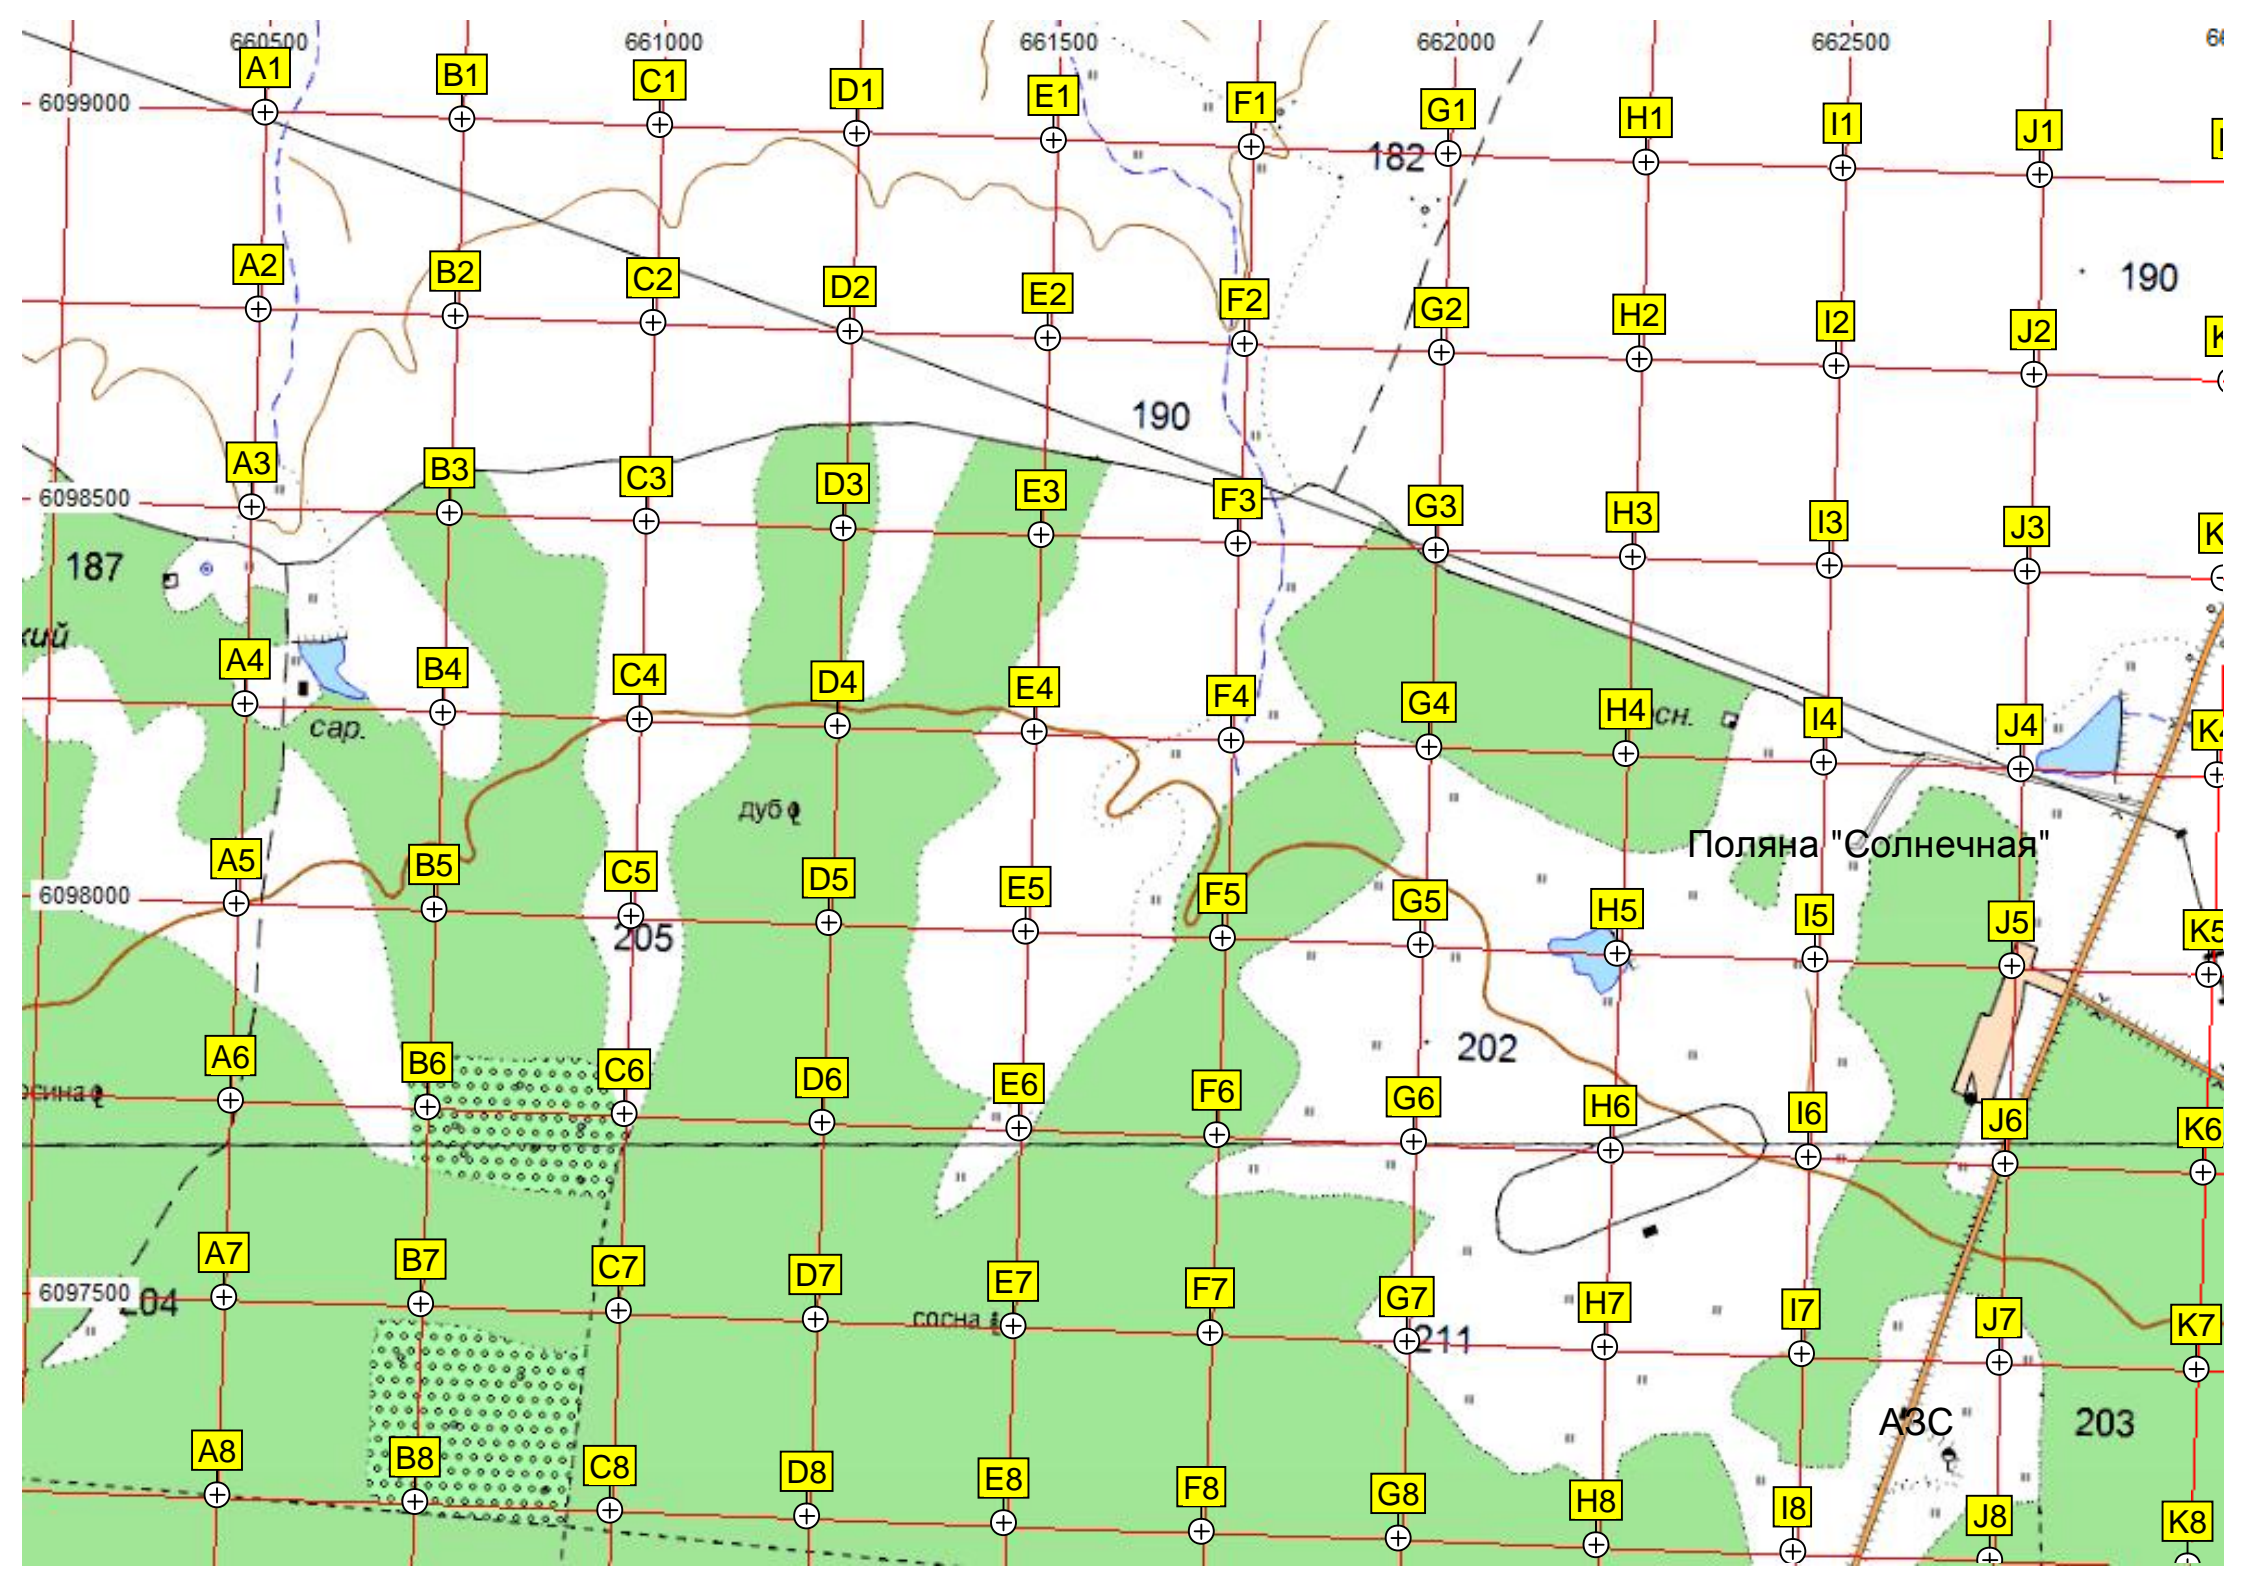 660500 661000 661500 662000 662500
A1 B1 C1 D1 E1 F1 G1 H1 I1 J1
6099000
182
190
A2 B2 C2 D2 E2 F2 G2 H2 I2 J2
190
A3 B3 C3 D3 E3 F3 G3 H3 I3 J3
6098500
187
A4 B4 C4 D4 E4 F4 G4 H4 I4 J4 K4
сар.
дуб
Поляна "Солнечная"
A5 B5 C5 D5 E5 F5 G5 H5 I5 J5 K5
6098000
205
202
A6 B6 C6 D6 E6 F6 G6 H6 I6 J6 K6
A7 B7 C7 D7 E7 F7 G7 H7 I7 J7 K7
6097500
204
сосна
211
АЗС
203
A8 B8 C8 D8 E8 F8 G8 H8 I8 J8 K8